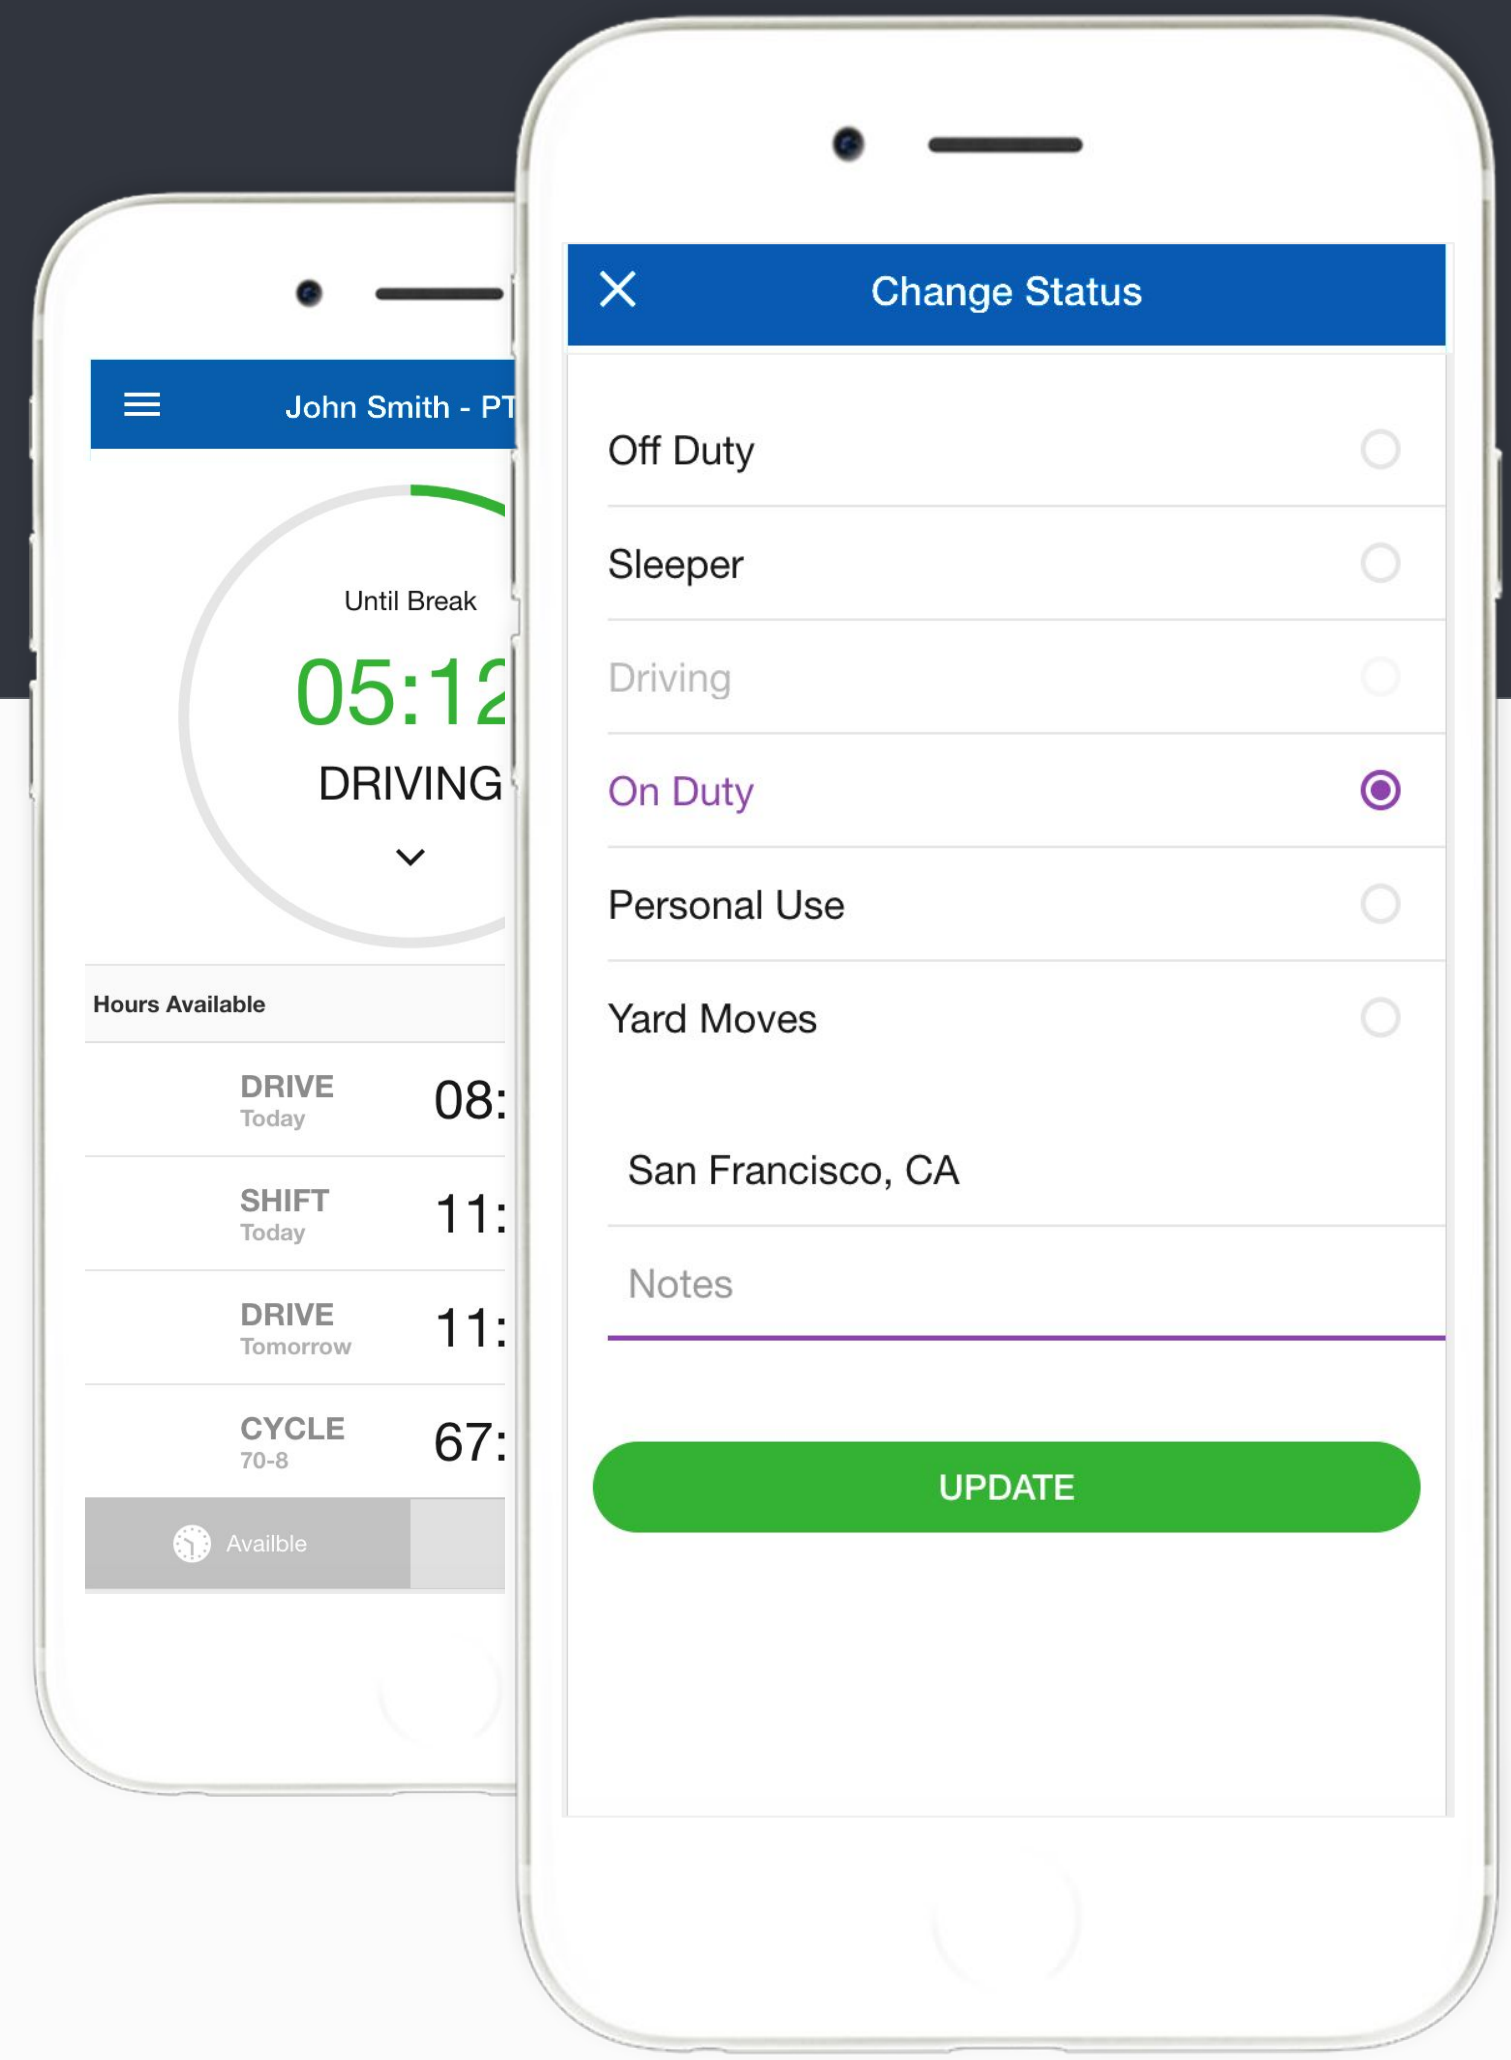 John Smith - PT
Until Break
05:12
DRIVING
Hours Available
DRIVE
Today
08:
SHIFT
Today
11:
DRIVE
Tomorrow
11:
CYCLE
70-8
67:
Availble
Change Status
Off Duty
Sleeper
Driving
On Duty
Personal Use
Yard Moves
San Francisco, CA
Notes
UPDATE